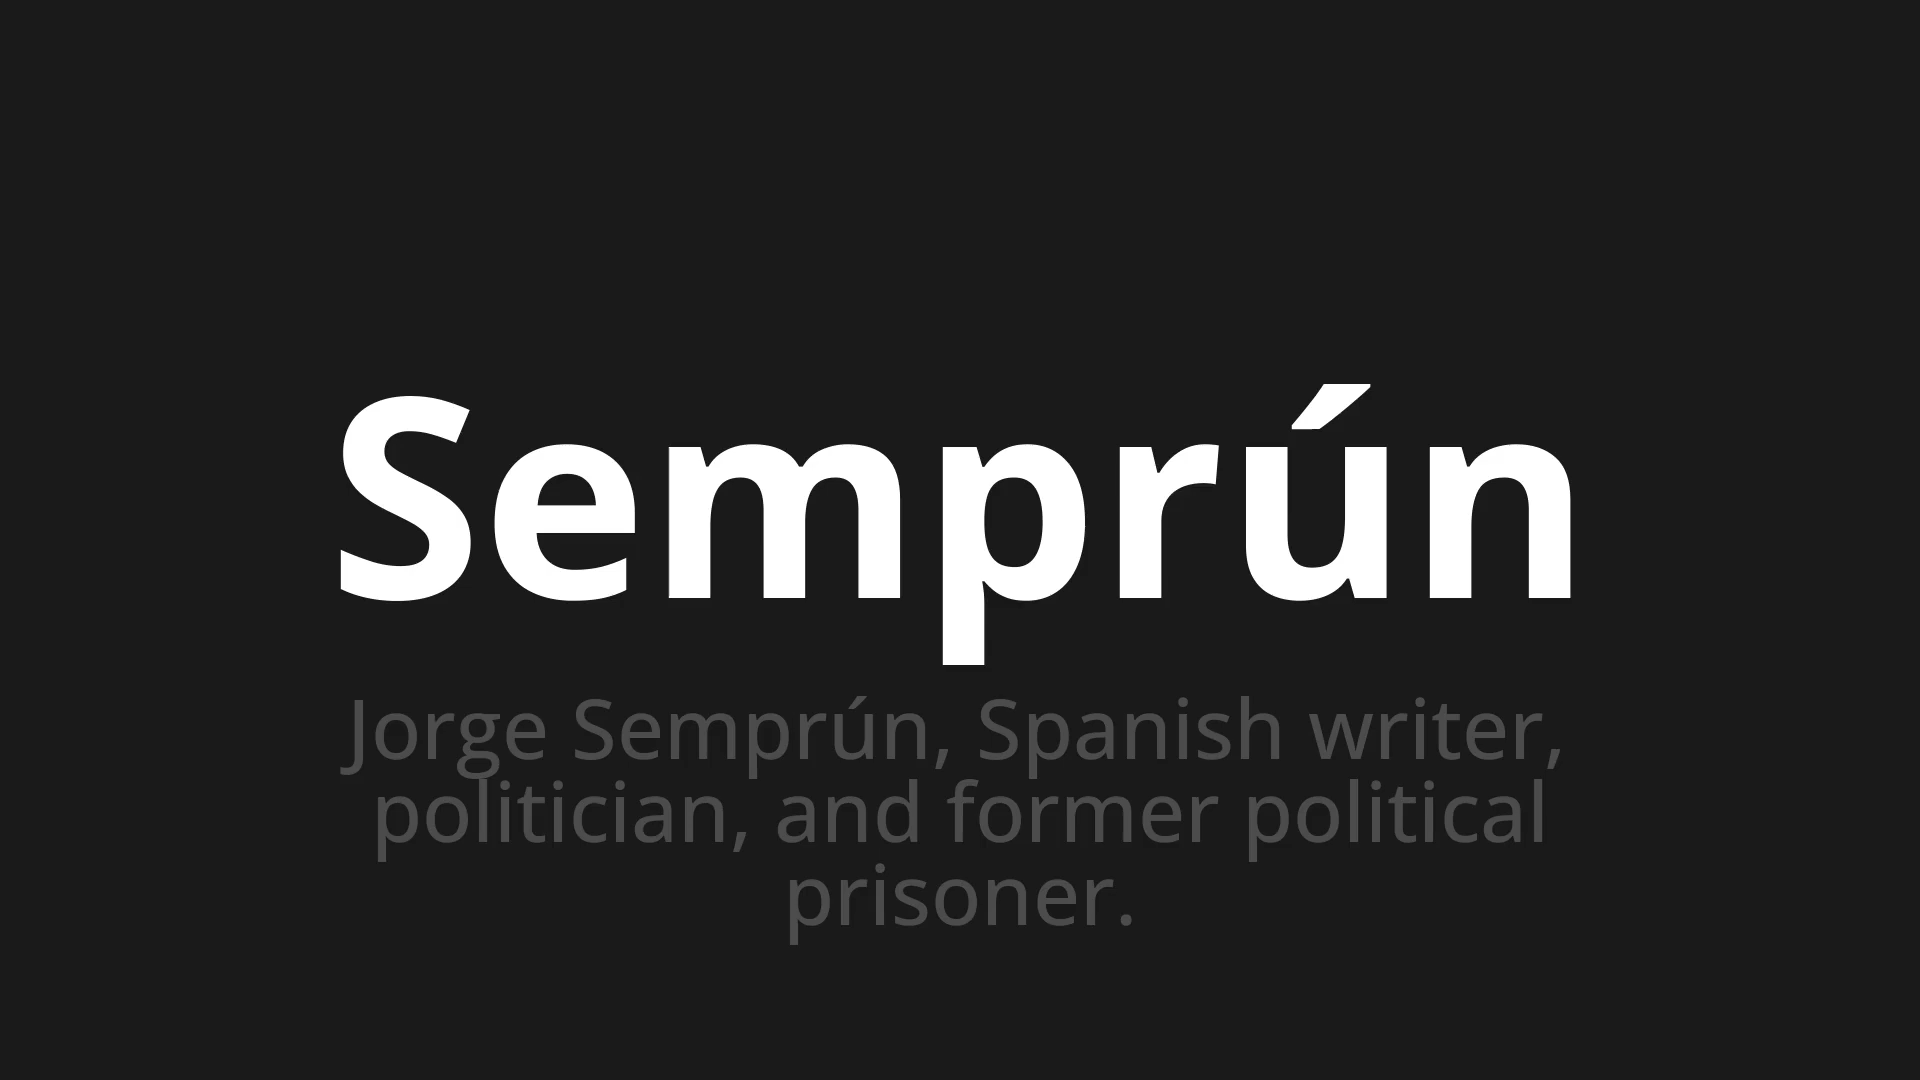 Semprún
Jorge Semprún, Spanish writer,
politician, and former political
prisoner.